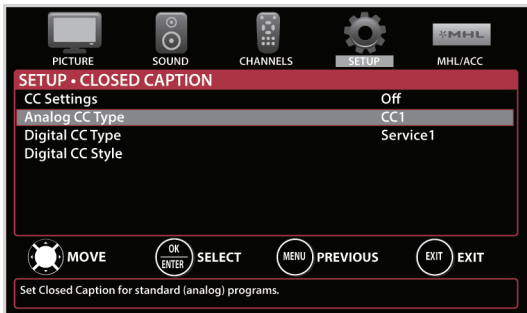 MHL
PICTURE SOUND CHANNELS SETUP MHL/ACC
SETUP • CLOSED CAPTION
CC Settings Off
Analog CC Type CC1
Digital CC Type Service1
Digital CC Style
MOVE OK ENTER SELECT MENU PREVIOUS EXIT EXIT
Set Closed Caption for standard (analog) programs.